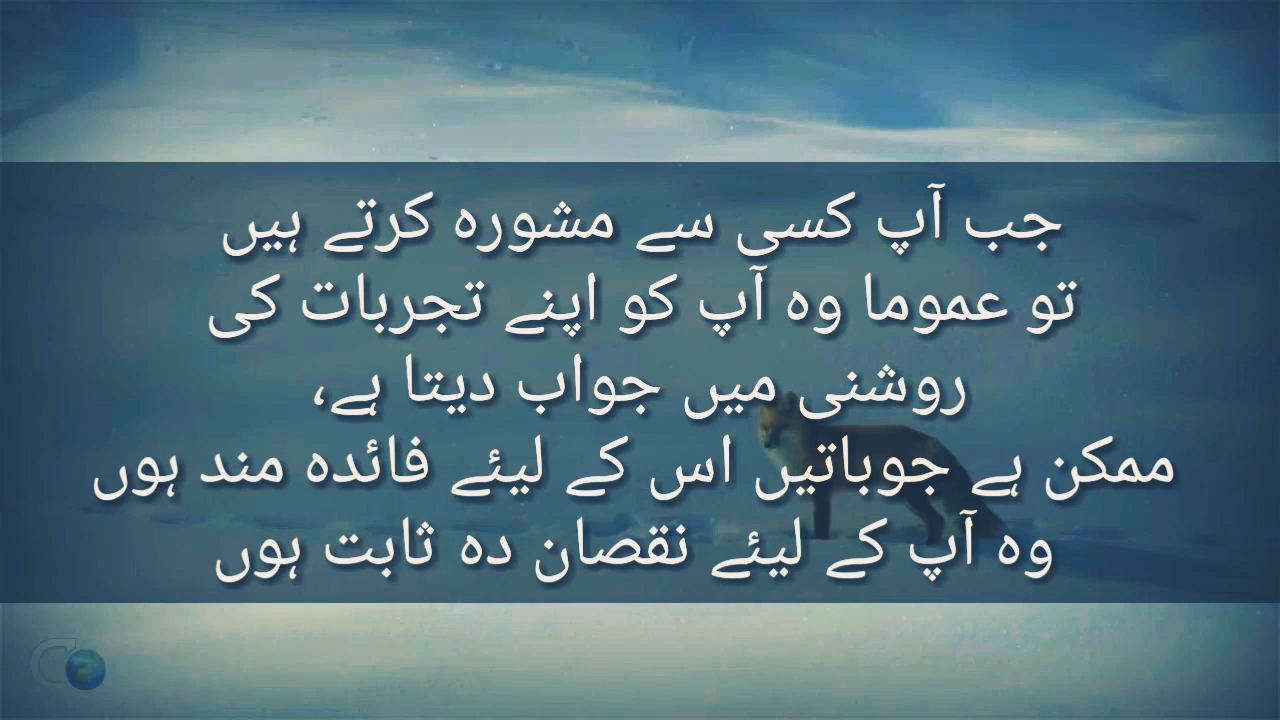 جب آپ کسی سے مشورہ کرتے ہیں
تو عموما وہ آپ کو اپنے تجربات کی
روشنی میں جواب دیتا ہے،
ممکن ہے جوباتیں اس کے لیئے فائدہ مند ہوں
وہ آپ کے لیئے نقصان دہ ثابت ہوں